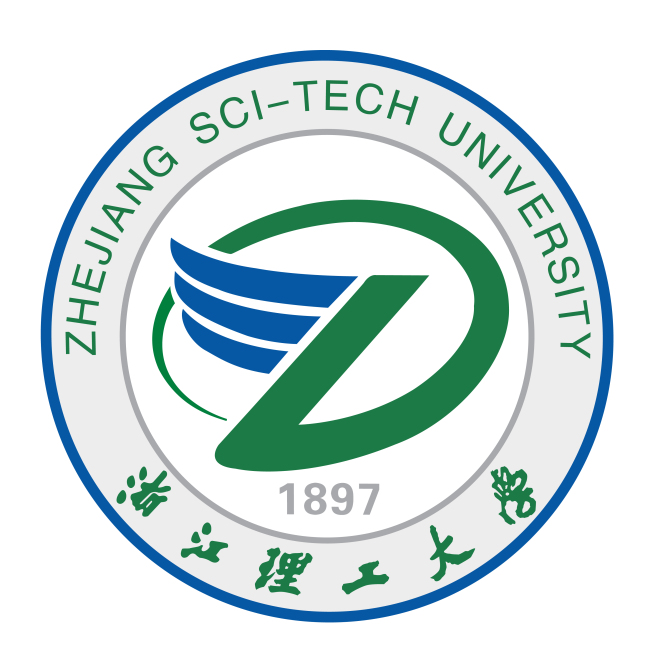 ZHEJIANG SCI-TECH UNIVERSITY
1897
浙江理工大学